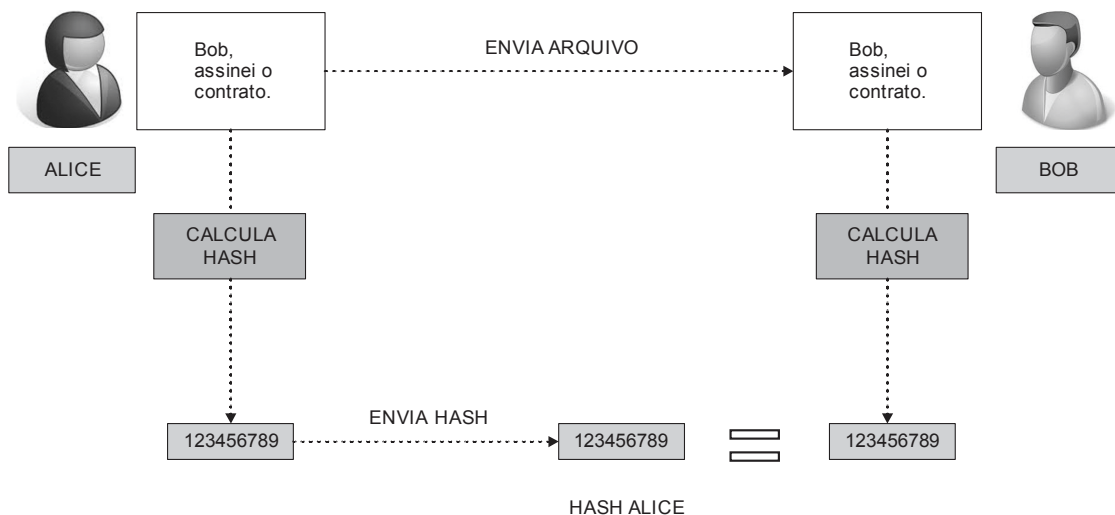 Bob,
assinei o
contrato.
ENVIA ARQUIVO
Bob,
assinei o
contrato.
ALICE
BOB
CALCULA
HASH
CALCULA
HASH
ENVIA HASH
123456789
123456789
123456789
HASH ALICE